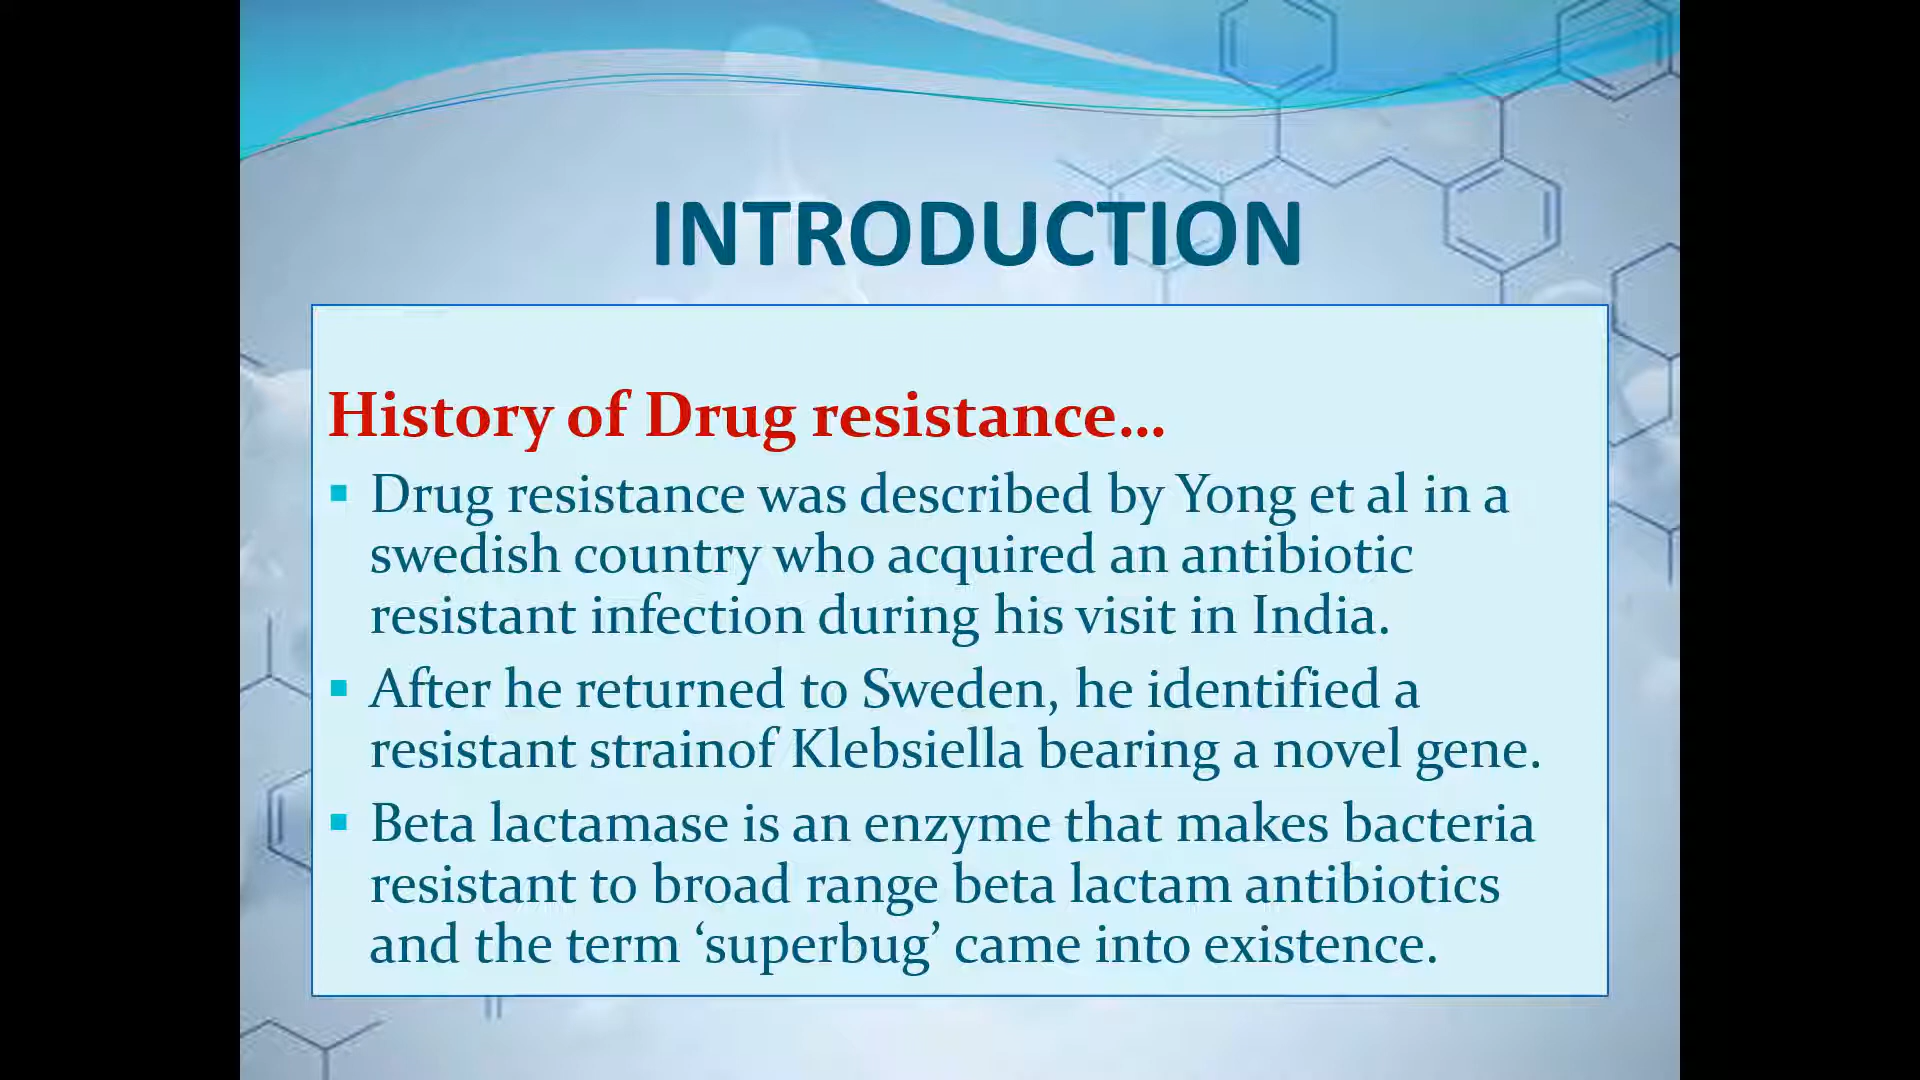 INTRODUCTION
History of Drug resistance...
Drug resistance was described by Yong et al in a
swedish country who acquired an antibiotic
resistant infection during his visit in India.
After he returned to Sweden, he identified a
resistant strainof Klebsiella bearing a novel gene.
Beta lactamase is an enzyme that makes bacteria
resistant to broad range beta lactam antibiotics
and the term ‘superbug’ came into existence.